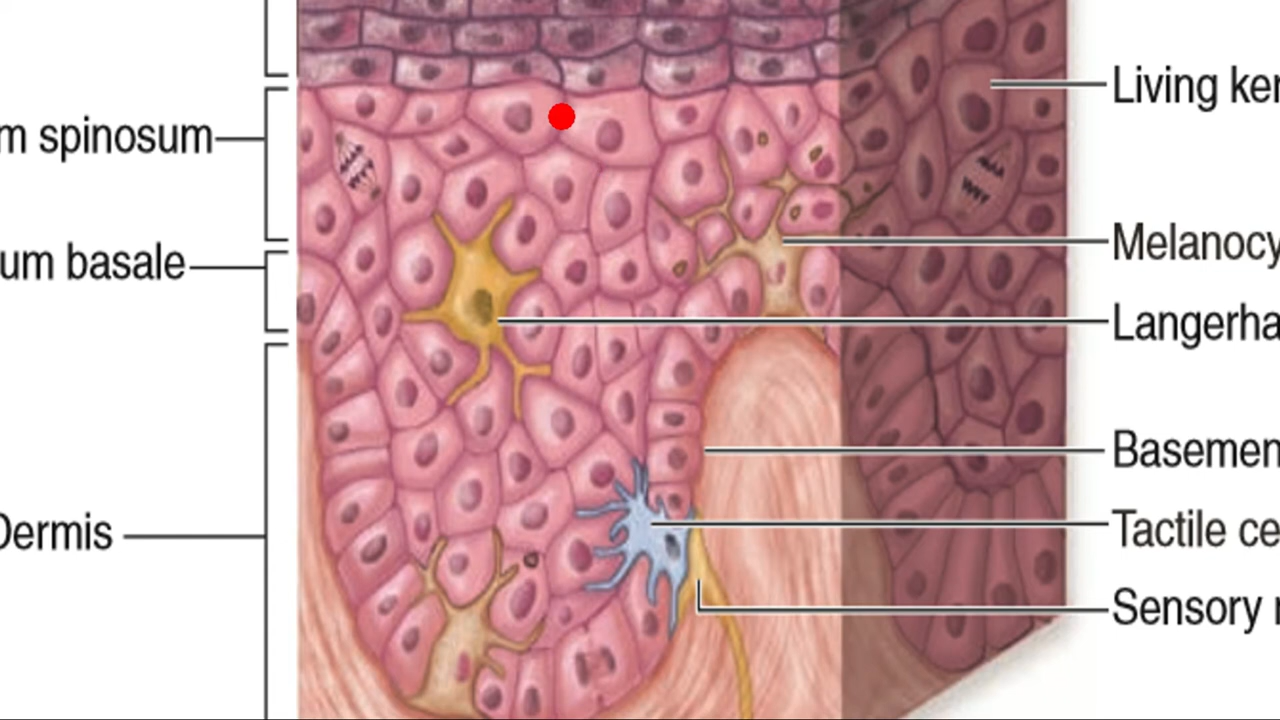 m spinosum
um basale
Dermis
Living ker
Melanocy
Langerha
Basemen
Tactile ce
Sensory